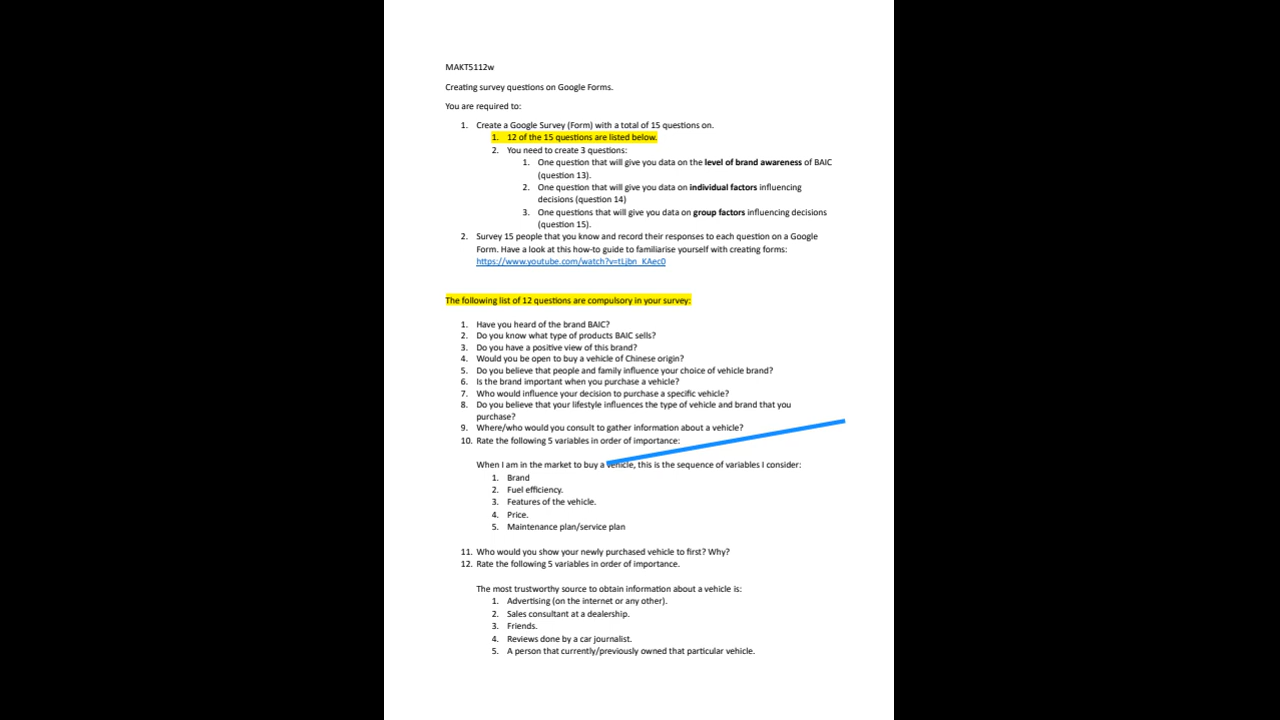 MAKT5112w
Creating survey questions on Google Forms.
You are required to:
1. Create a Google Survey (Form) with a total of 15 questions on.
1. 12 of the 15 questions are listed below.
2. You need to create 3 questions:
1. One question that will give you data on the level of brand awareness of BAIC
(question 13).
2. One question that will give you data on individual factors influencing
decisions (question 14)
3. One questions that will give you data on group factors influencing decisions
(question 15).
2. Survey 15 people that you know and record their responses to each question on a Google
Form. Have a look at this how-to guide to familiarise yourself with creating forms:
https://www.youtube.com/watch?v=tLjbn_KAec0
The following list of 12 questions are compulsory in your survey:
1. Have you heard of the brand BAIC?
2. Do you know what type of products BAIC sells?
3. Do you have a positive view of this brand?
4. Would you be open to buy a vehicle of Chinese origin?
5. Do you believe that people and family influence your choice of vehicle brand?
6. Is the brand important when you purchase a vehicle?
7. Who would influence your decision to purchase a specific vehicle?
8. Do you believe that your lifestyle influences the type of vehicle and brand that you
purchase?
9. Where/who would you consult to gather information about a vehicle?
10. Rate the following 5 variables in order of importance:
When I am in the market to buy a vehicle, this is the sequence of variables I consider:
1. Brand
2. Fuel efficiency.
3. Features of the vehicle.
4. Price.
5. Maintenance plan/service plan
11. Who would you show your newly purchased vehicle to first? Why?
12. Rate the following 5 variables in order of importance.
The most trustworthy source to obtain information about a vehicle is:
1. Advertising (on the internet or any other).
2. Sales consultant at a dealership.
3. Friends.
4. Reviews done by a car journalist.
5. A person that currently/previously owned that particular vehicle.